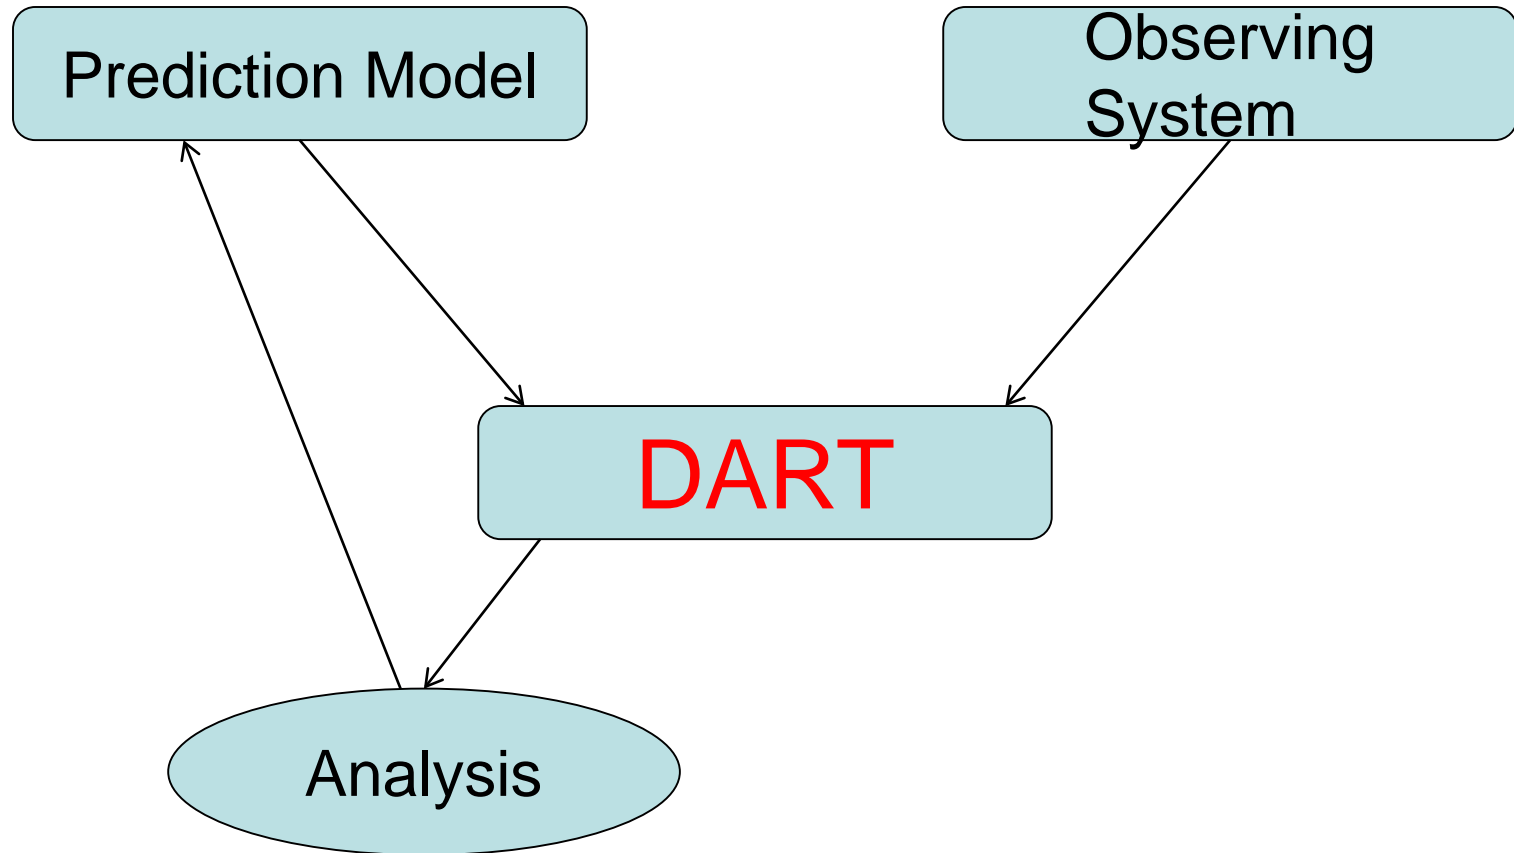 Prediction Model
Observing
System
DART
Analysis